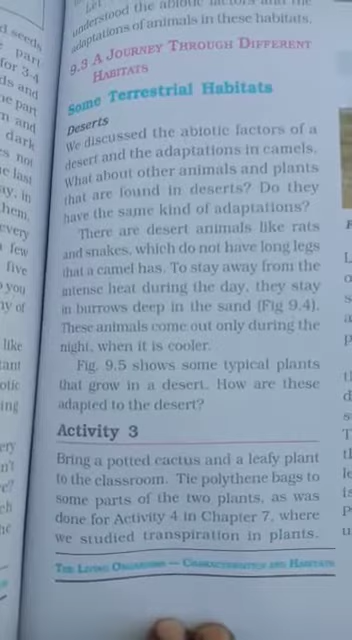 understood the abiotic factors and the
adaptations of animals in these habitats.
9.3 A JOURNEY THROUGH DIFFERENT
HABITATS
Some Terrestrial Habitats
Deserts
We discussed the abiotic factors of a
desert and the adaptations in camels.
What about other animals and plants
that are found in deserts? Do they
have the same kind of adaptations?
There are desert animals like rats
and snakes, which do not have long legs
that a camel has. To stay away from the
intense heat during the day, they stay
in burrows deep in the sand (Fig 9.4).
These animals come out only during the
night, when it is cooler.
Fig. 9.5 shows some typical plants
that grow in a desert. How are these
adapted to the desert?
Activity 3
Bring a potted cactus and a leafy plant
to the classroom. Tie polythene bags to
some parts of the two plants, as was
done for Activity 4 in Chapter 7, where
we studied transpiration in plants.
THE LIVING ORGANISMS — CHARACTERISTICS AND HABITATS